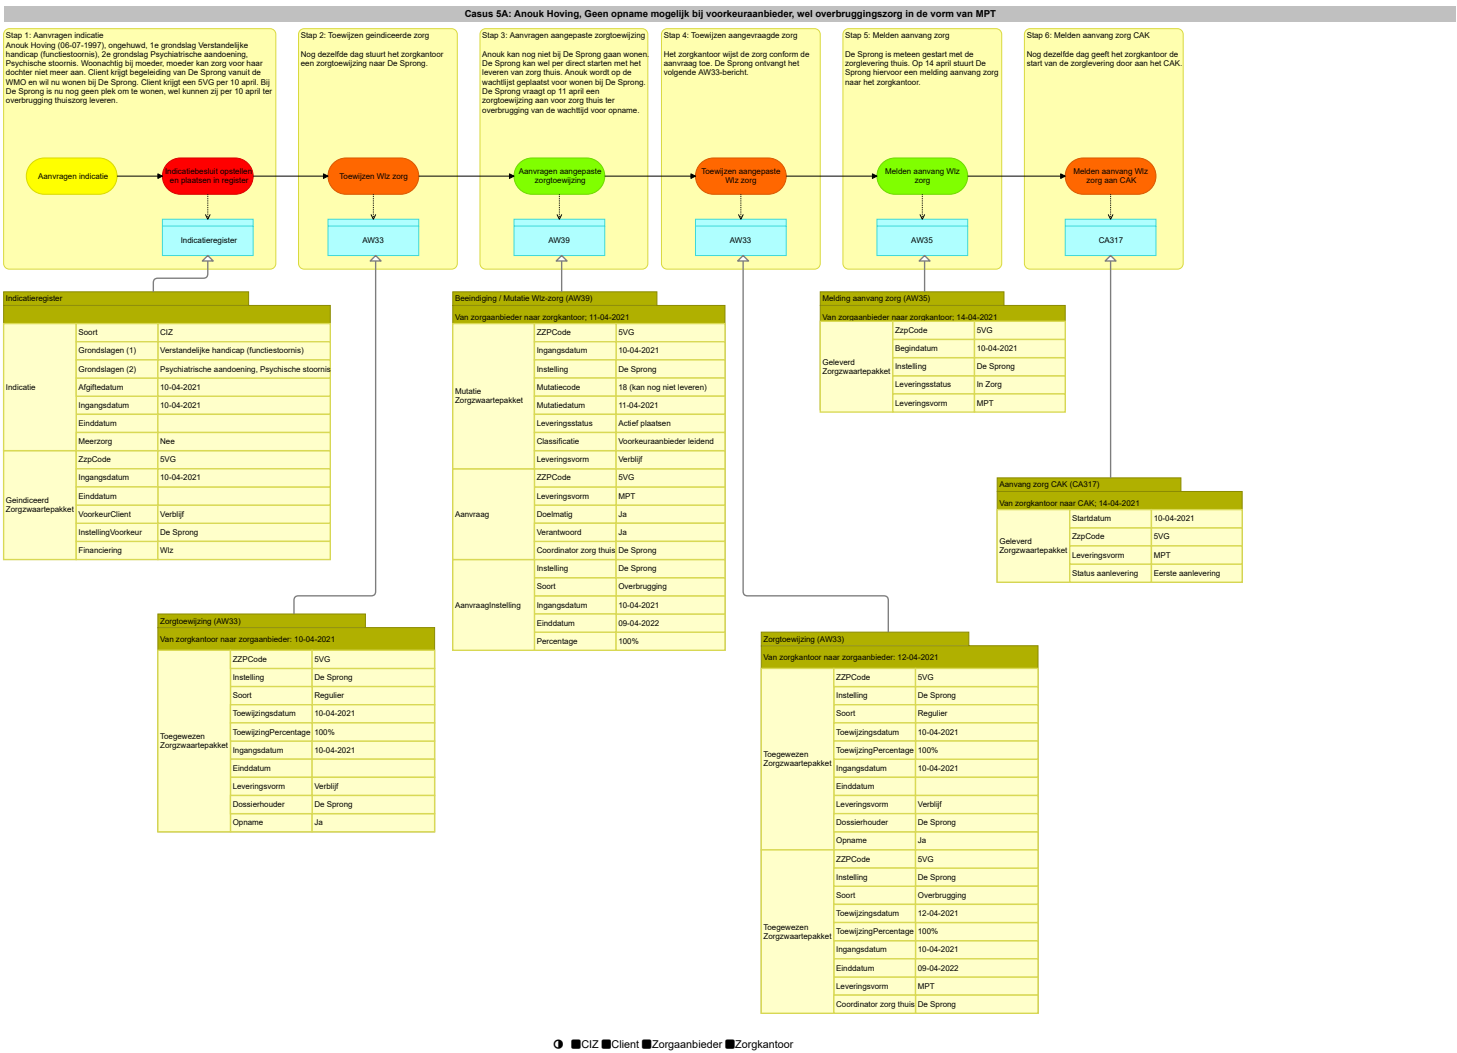 Casus 5A: Anouk Hoving, Geen opname mogelijk bij voorkeuraanbieder, wel overbruggingszorg in de vorm van MPT
Stap 1: Aanvragen indicatie
Anouk Hoving (06-07-1997), ongehuwd, 1e grondslag Verstandelijke
handicap (functiestoornis), 2e grondslag Psychiatrische aandoening,
Psychische stoornis. Woonachtig bij moeder, moeder kan zorg voor haar
dochter niet meer aan. Client krijgt begeleiding van De Sprong vanuit de
WMO en wil nu wonen bij De Sprong. Client krijgt een 5VG per 10 april. Bij
De Sprong is nu nog geen plek om te wonen, wel kunnen zij per 10 april ter
overbrugging thuiszorg leveren.
Stap 2: Toewijzen geindiceerde zorg
Nog dezelfde dag stuurt het zorgkantoor
een zorgtoewijzing naar De Sprong.
Stap 3: Aanvragen aangepaste zorgtoewijzing
Anouk kan nog niet bij De Sprong gaan wonen.
De Sprong kan wel per direct starten met het
leveren van zorg thuis. Anouk wordt op de
wachtlijst geplaatst voor wonen bij De Sprong.
De Sprong vraagt op 11 april een
zorgtoewijzing aan voor zorg thuis ter
overbrugging van de wachttijd voor opname.
Stap 4: Toewijzen aangevraagde zorg
Het zorgkantoor wijst de zorg conform de
aanvraag toe. De Sprong ontvangt het
volgende AW33-bericht.
Stap 5: Melden aanvang zorg
De Sprong is meteen gestart met de
zorglevering thuis. Op 14 april stuurt De
Sprong hiervoor een melding aanvang zorg
naar het zorgkantoor.
Stap 6: Melden aanvang zorg CAK
Nog dezelfde dag geeft het zorgkantoor de
start van de zorglevering door aan het CAK.
Aanvragen indicatie
Indicatiebesluit opstellen
en plaatsen in register
Toewijzen Wlz zorg
Aanvragen aangepaste
zorgtoewijzing
Toewijzen aangepaste
Wlz zorg
Melden aanvang Wlz
zorg
Melden aanvang Wlz
zorg aan CAK
Indicatieregister
AW33
AW39
AW33
AW35
CA317
Indicatieregister
Indicatie
Soort CIZ
Grondslagen (1) Verstandelijke handicap (functiestoornis)
Grondslagen (2) Psychiatrische aandoening, Psychische stoornis
Afgiftedatum 10-04-2021
Ingangsdatum 10-04-2021
Einddatum
Meerzorg Nee
Geindiceerd
Zorgzwaartepakket
ZzpCode 5VG
Ingangsdatum 10-04-2021
Einddatum
VoorkeurClient Verblijf
InstellingVoorkeur De Sprong
Financiering Wlz
Beeindiging / Mutatie Wlz-zorg (AW39)
Van zorgaanbieder naar zorgkantoor; 11-04-2021
Mutatie
Zorgzwaartepakket
ZZPCode 5VG
Ingangsdatum 10-04-2021
Instelling De Sprong
Mutatiecode 18 (kan nog niet leveren)
Mutatiedatum 11-04-2021
Leveringsstatus Actief plaatsen
Classificatie Voorkeuraanbieder leidend
Leveringsvorm Verblijf
Aanvraag
ZZPCode 5VG
Leveringsvorm MPT
Doelmatig Ja
Verantwoord Ja
Coordinator zorg thuis De Sprong
AanvraagInstelling
Instelling De Sprong
Soort Overbrugging
Ingangsdatum 10-04-2021
Einddatum 09-04-2022
Percentage 100%
Melding aanvang zorg (AW35)
Van zorgaanbieder naar zorgkantoor; 14-04-2021
Geleverd
Zorgzwaartepakket
ZzpCode 5VG
Begindatum 10-04-2021
Instelling De Sprong
Leveringsstatus In Zorg
Leveringsvorm MPT
Aanvang zorg CAK (CA317)
Van zorgkantoor naar CAK; 14-04-2021
Geleverd
Zorgzwaartepakket
Startdatum 10-04-2021
ZzpCode 5VG
Leveringsvorm MPT
Status aanlevering Eerste aanlevering
Zorgtoewijzing (AW33)
Van zorgkantoor naar zorgaanbieder: 10-04-2021
Toegewezen
Zorgzwaartepakket
ZZPCode 5VG
Instelling De Sprong
Soort Regulier
Toewijzingsdatum 10-04-2021
ToewijzingPercentage 100%
Ingangsdatum 10-04-2021
Einddatum
Leveringsvorm Verblijf
Dossierhouder De Sprong
Opname Ja
Zorgtoewijzing (AW33)
Van zorgkantoor naar zorgaanbieder: 12-04-2021
Toegewezen
Zorgzwaartepakket
ZZPCode 5VG
Instelling De Sprong
Soort Regulier
Toewijzingsdatum 10-04-2021
ToewijzingPercentage 100%
Ingangsdatum 10-04-2021
Einddatum
Leveringsvorm Verblijf
Dossierhouder De Sprong
Opname Ja
Toegewezen
Zorgzwaartepakket
ZZPCode 5VG
Instelling De Sprong
Soort Overbrugging
Toewijzingsdatum 12-04-2021
ToewijzingPercentage 100%
Ingangsdatum 10-04-2021
Einddatum 09-04-2022
Leveringsvorm MPT
Coordinator zorg thuis De Sprong
CIZ Client Zorgaanbieder Zorgkantoor